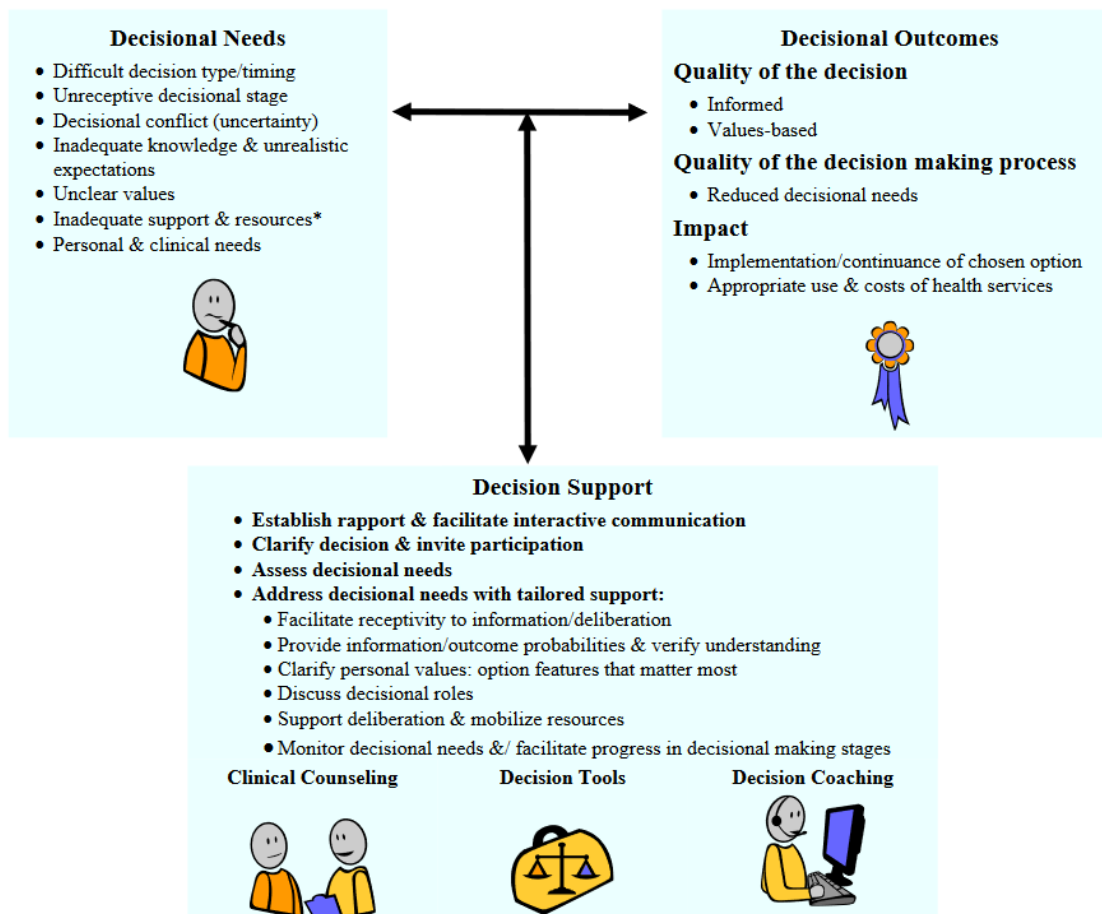 Decisional Needs
• Difficult decision type/timing
• Unreceptive decisional stage
• Decisional conflict (uncertainty)
• Inadequate knowledge & unrealistic
expectations
• Unclear values
• Inadequate support & resources*
• Personal & clinical needs
Decisional Outcomes
Quality of the decision
• Informed
• Values-based
Quality of the decision making process
• Reduced decisional needs
Impact
• Implementation/continuance of chosen option
• Appropriate use & costs of health services
Decision Support
• Establish rapport & facilitate interactive communication
• Clarify decision & invite participation
• Assess decisional needs
• Address decisional needs with tailored support:
• Facilitate receptivity to information/deliberation
• Provide information/outcome probabilities & verify understanding
• Clarify personal values: option features that matter most
• Discuss decisional roles
• Support deliberation & mobilize resources
• Monitor decisional needs &/ facilitate progress in decisional making stages
Clinical Counseling
Decision Tools
Decision Coaching